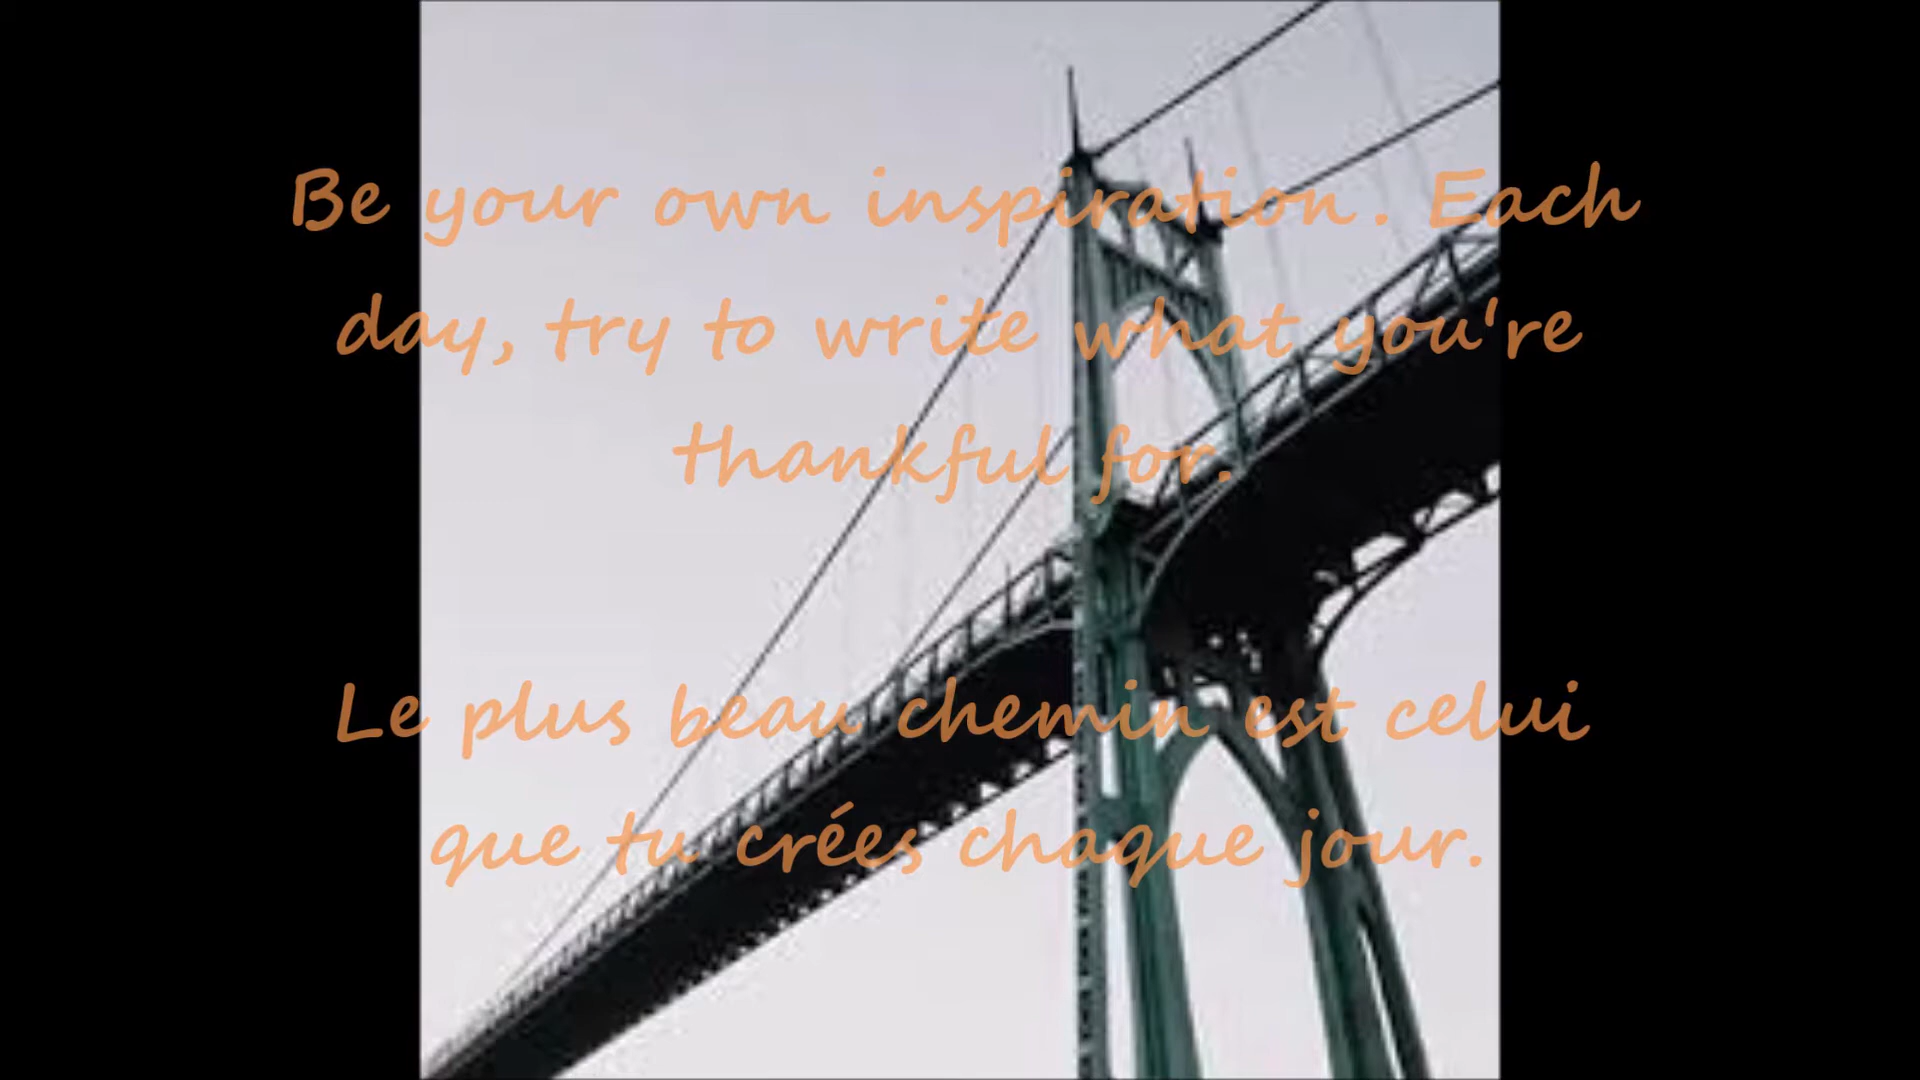 Be your own inspiration. Each
day, try to write what you're
thankful for.
Le plus beau chemin est celui
que tu crées chaque jour.